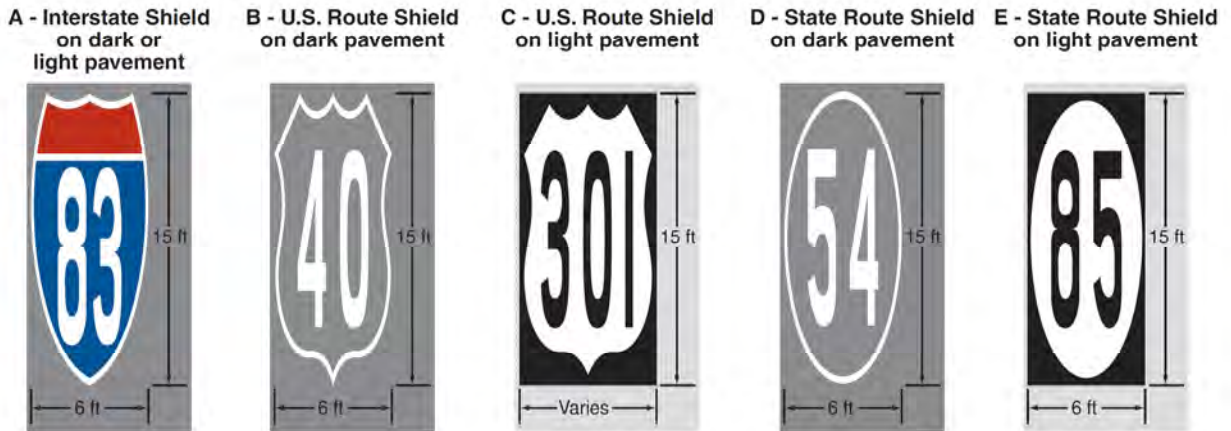 A - Interstate Shield
on dark or
light pavement
B - U.S. Route Shield
on dark pavement
C - U.S. Route Shield
on light pavement
D - State Route Shield
on dark pavement
E - State Route Shield
on light pavement
83
15 ft
6 ft
40
15 ft
6 ft
301
15 ft
Varies
54
15 ft
6 ft
85
15 ft
6 ft